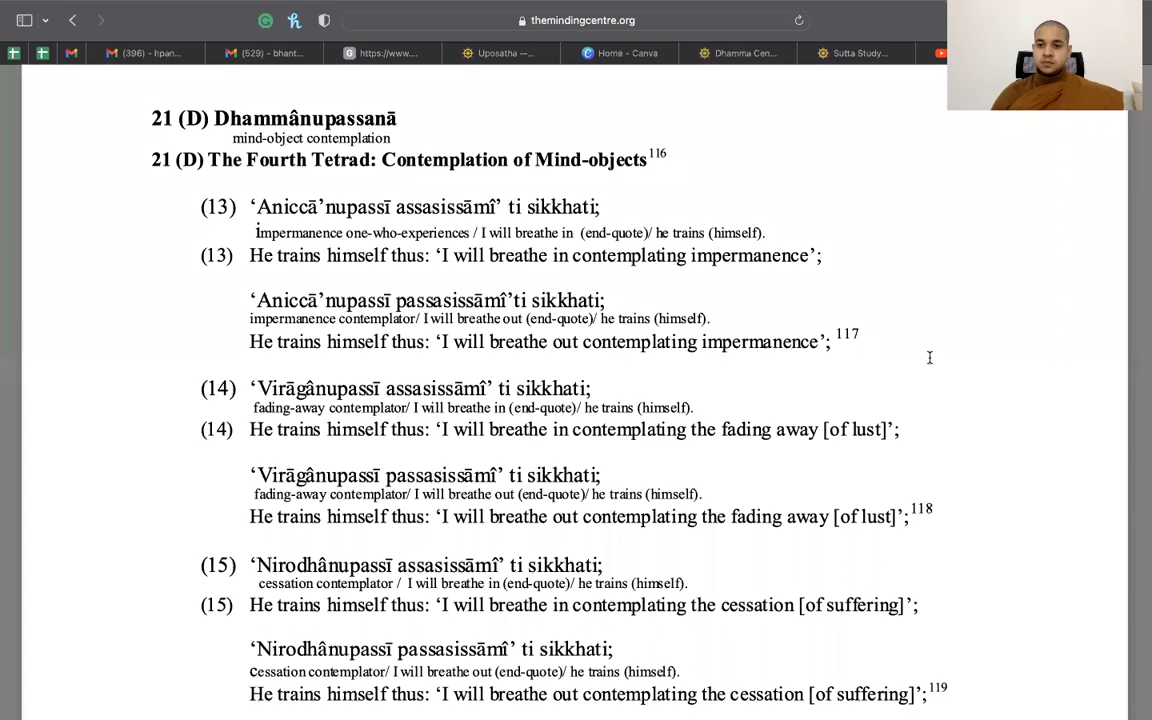 themindingcentre.org
(396) - hpan...
(529) - bhant...
https://www....
Uposatha —...
Home – Canva
Dhamma Cen...
Sutta Study...
21 (D) Dhammânupassanā
mind-object contemplation
21 (D) The Fourth Tetrad: Contemplation of Mind-objects116
(13) ‘Aniccā’nupassī assasissāmî’ ti sikkhati;
impermanence one-who-experiences / I will breathe in (end-quote)/ he trains (himself).
(13) He trains himself thus: ‘I will breathe in contemplating impermanence’;
‘Aniccā’nupassī passasissāmî’ti sikkhati;
impermanence contemplator/ I will breathe out (end-quote)/ he trains (himself).
He trains himself thus: ‘I will breathe out contemplating impermanence’; 117
(14) ‘Virāgânupassī assasissāmî’ ti sikkhati;
fading-away contemplator/ I will breathe in (end-quote)/ he trains (himself).
(14) He trains himself thus: ‘I will breathe in contemplating the fading away [of lust]’;
‘Virāgânupassī passasissāmî’ ti sikkhati;
fading-away contemplator/ I will breathe out (end-quote)/ he trains (himself).
He trains himself thus: ‘I will breathe out contemplating the fading away [of lust]’;118
(15) ‘Nirodhânupassī assasissāmî’ ti sikkhati;
cessation contemplator / I will breathe in (end-quote)/ he trains (himself).
(15) He trains himself thus: ‘I will breathe in contemplating the cessation [of suffering]’;
‘Nirodhânupassī passasissāmî’ ti sikkhati;
Cessation contemplator/ I will breathe out (end-quote)/ he trains (himself).
He trains himself thus: ‘I will breathe out contemplating the cessation [of suffering]’;119